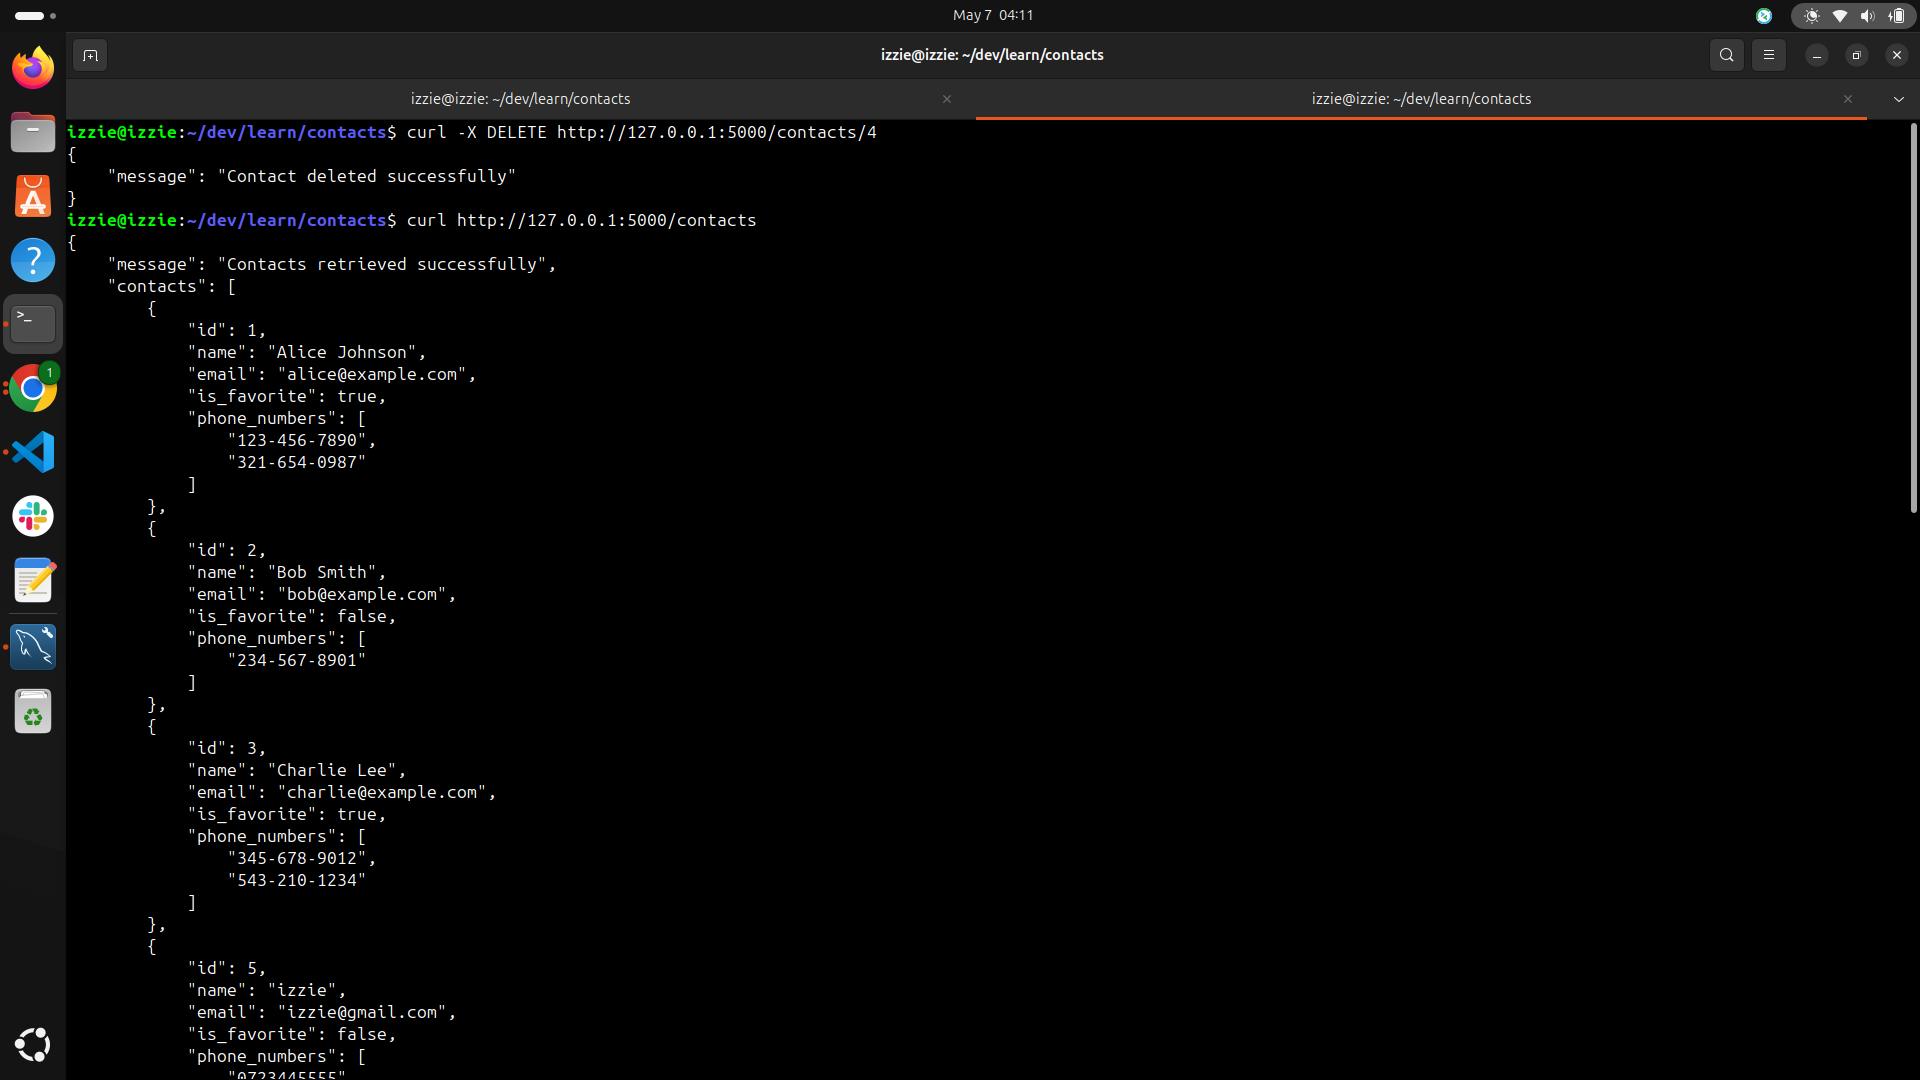 May 7 04:11
izzie@izzie: ~/dev/learn/contacts
izzie@izzie: ~/dev/learn/contacts
izzie@izzie: ~/dev/learn/contacts
izzie@izzie:~/dev/learn/contacts$ curl -X DELETE http://127.0.0.1:5000/contacts/4
{
    "message": "Contact deleted successfully"
}
izzie@izzie:~/dev/learn/contacts$ curl http://127.0.0.1:5000/contacts
{
    "message": "Contacts retrieved successfully",
    "contacts": [
        {
            "id": 1,
            "name": "Alice Johnson",
            "email": "alice@example.com",
            "is_favorite": true,
            "phone_numbers": [
                "123-456-7890",
                "321-654-0987"
            ]
        },
        {
            "id": 2,
            "name": "Bob Smith",
            "email": "bob@example.com",
            "is_favorite": false,
            "phone_numbers": [
                "234-567-8901"
            ]
        },
        {
            "id": 3,
            "name": "Charlie Lee",
            "email": "charlie@example.com",
            "is_favorite": true,
            "phone_numbers": [
                "345-678-9012",
                "543-210-1234"
            ]
        },
        {
            "id": 5,
            "name": "izzie",
            "email": "izzie@gmail.com",
            "is_favorite": false,
            "phone_numbers": [
                "0723445555"
>_
1
?